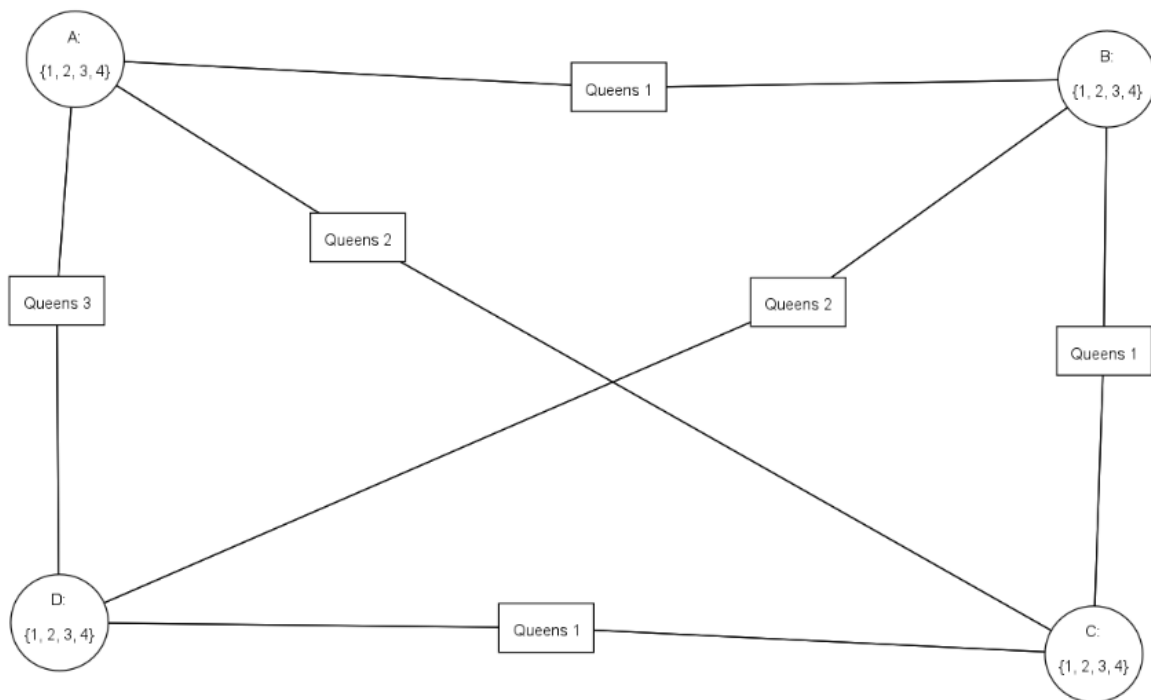 A:
{1, 2, 3, 4}
B:
{1, 2, 3, 4}
Queens 1
Queens 2
Queens 3
Queens 2
Queens 1
D:
{1, 2, 3, 4}
Queens 1
C:
{1, 2, 3, 4}